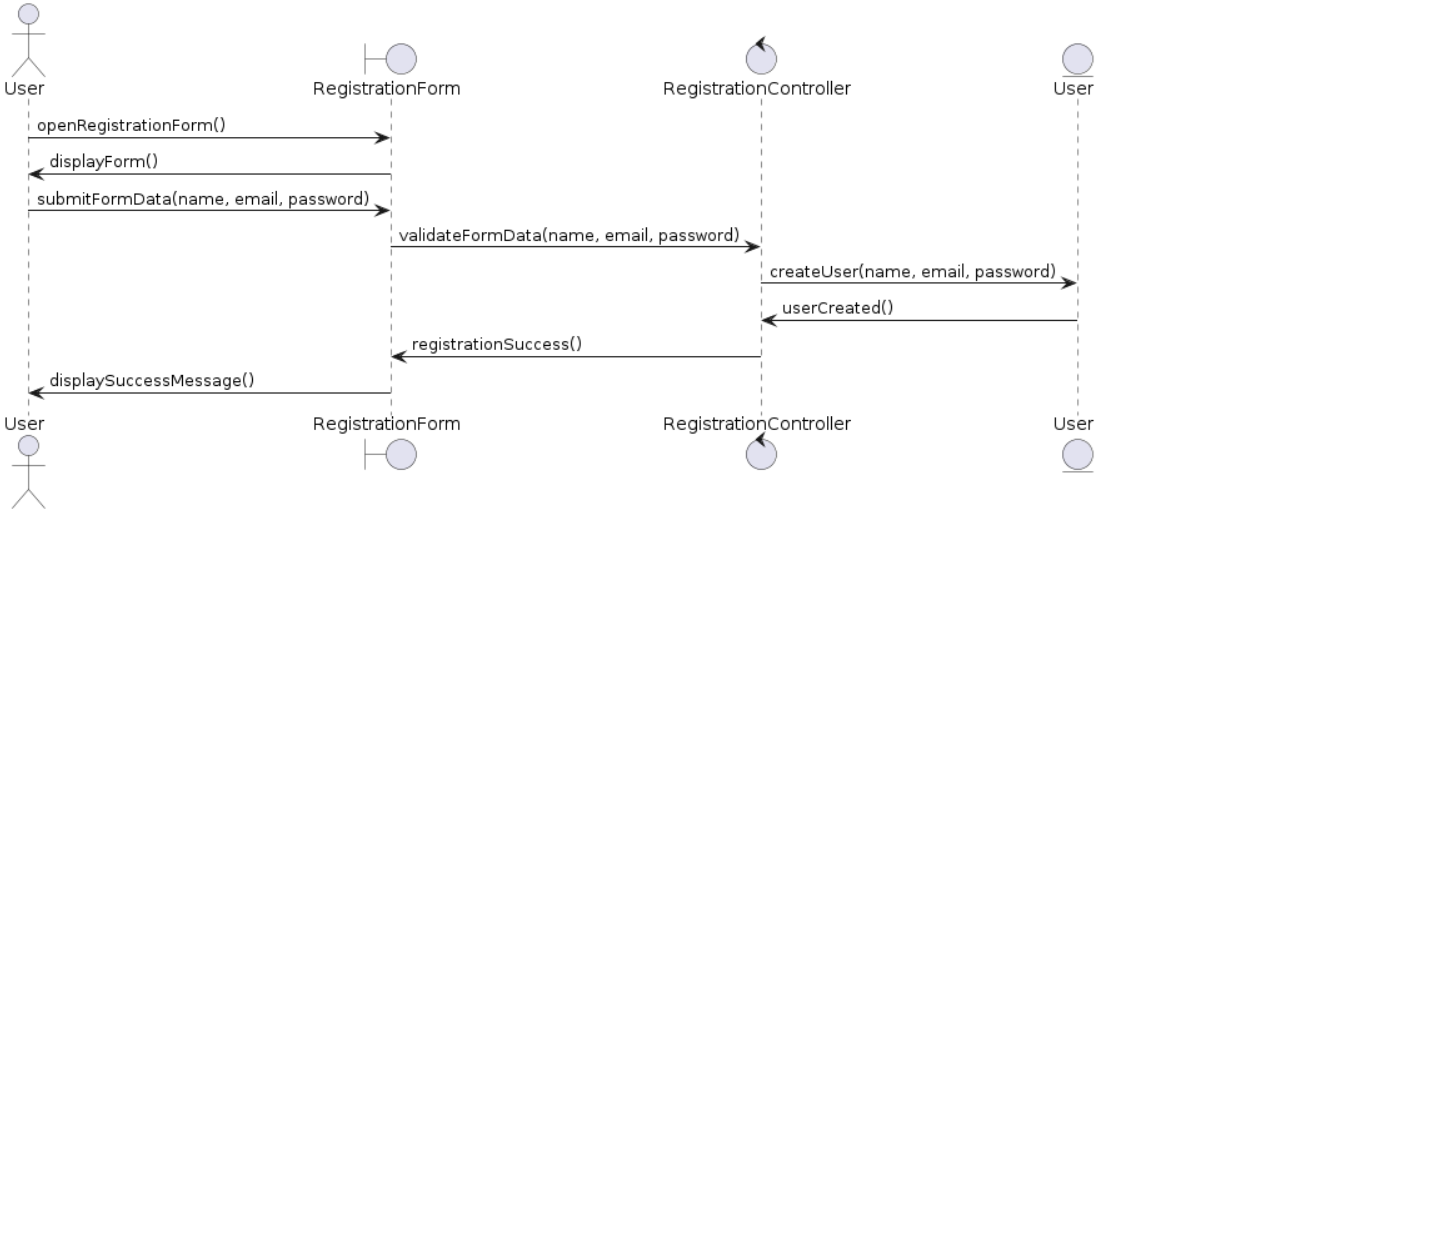 User
RegistrationForm
RegistrationController
User
openRegistrationForm()
displayForm()
submitFormData(name, email, password)
validateFormData(name, email, password)
createUser(name, email, password)
userCreated()
registrationSuccess()
displaySuccessMessage()
User
RegistrationForm
RegistrationController
User